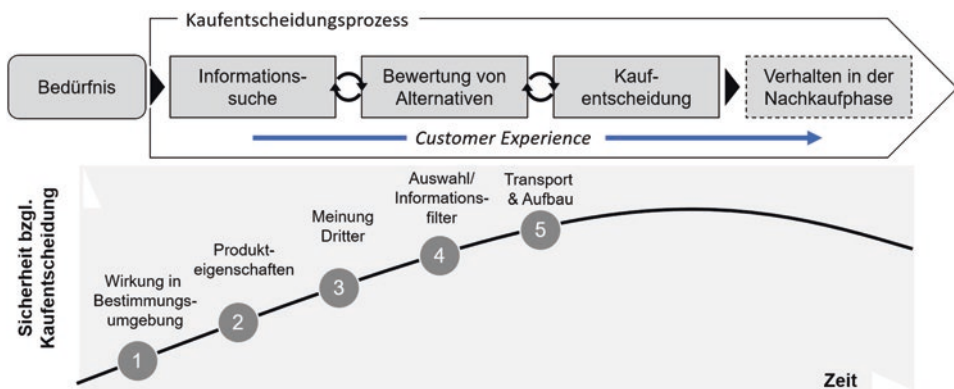 Kaufentscheidungsprozess
Bedürfnis
Informations-
suche
Bewertung von
Alternativen
Kauf-
entscheidung
Verhalten in der
Nachkaufphase
Customer Experience
Sicherheit bzgl.
Kaufentscheidung
Wirkung in
Bestimmungs-
umgebung
1
Produkt-
eigenschaften
2
Meinung
Dritter
3
Auswahl/
Informations-
filter
4
Transport
& Aufbau
5
Zeit